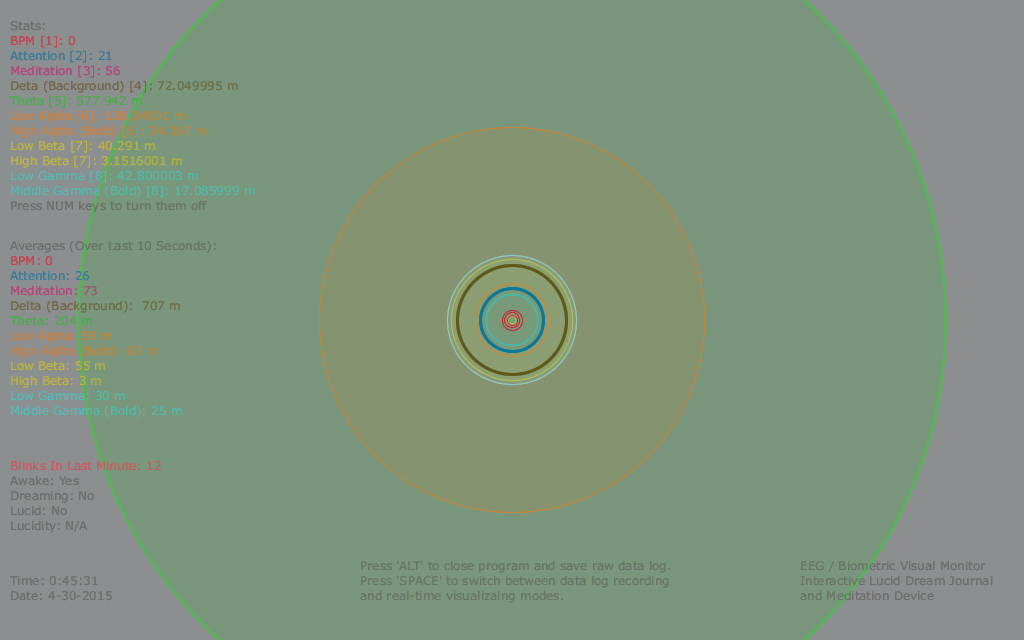 Stats:
BPM [1]: 0
Attention [2]: 21
Meditation [3]: 56
Deta (Background) [4]: 72.049995 m
Theta [5]: 577.942 m
Low Alpha [6]: m
High Alpha (Bold) [6]: 24.367 m
Low Beta [7]: 40.291 m
High Beta [7]: 3.1516001 m
Low Gamma [8]: 42.800003 m
Middle Gamma (Bold) [8]: 17.085999 m
Press NUM keys to turn them off
Averages (Over Last 10 Seconds):
BPM: 0
Attention: 26
Meditation: 73
Delta (Background): 707 m
Theta: 204 m
Low Alpha: m
High Alpha (Bold): m
Low Beta: 55 m
High Beta: 3 m
Low Gamma: 30 m
Middle Gamma (Bold): 25 m
Blinks In Last Minute: 12
Awake: Yes
Dreaming: No
Lucid: No
Lucidity: N/A
Time: 0:45:31
Date: 4-30-2015
Press 'ALT' to close program and save raw data log.
Press 'SPACE' to switch between data log recording
and real-time visualizaing modes.
EEG / Biometric Visual Monitor
Interactive Lucid Dream Journal
and Meditation Device